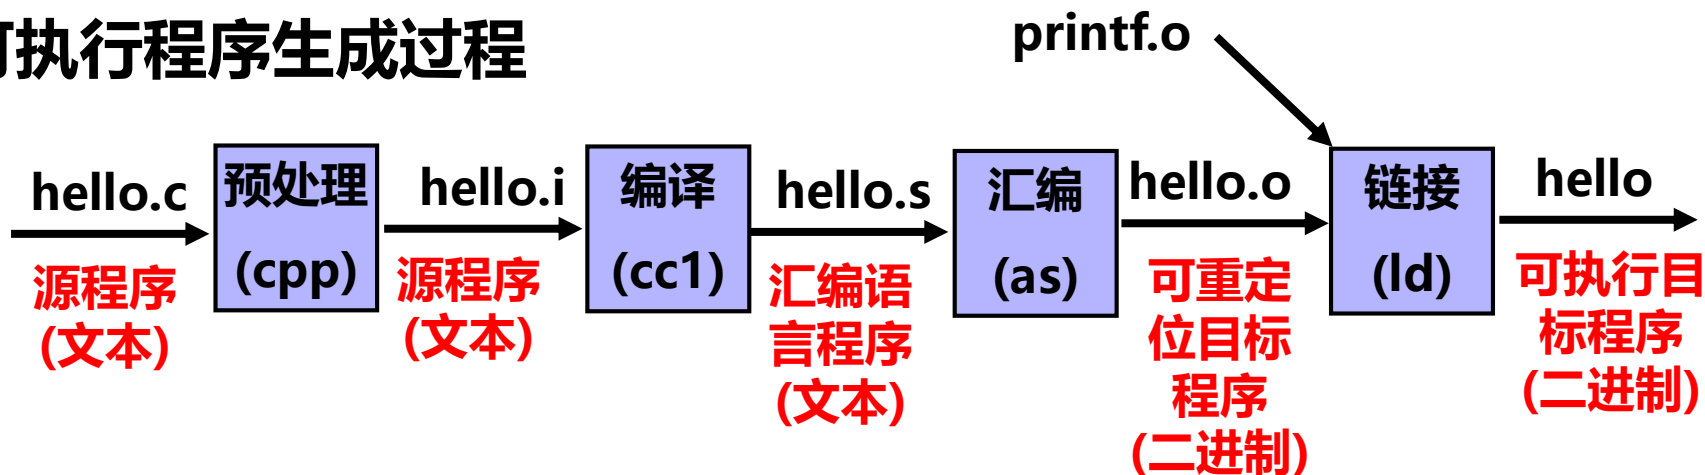 可执行程序生成过程
printf.o
hello.c
预处理
(cpp)
hello.i
编译
(cc1)
hello.s
汇编
(as)
hello.o
链接
(ld)
hello
源程序
(文本)
源程序
(文本)
汇编语
言程序
(文本)
可重定
位目标
程序
(二进制)
可执行目
标程序
(二进制)